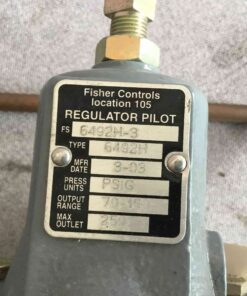 Fisher Controls
location 105
REGULATOR PILOT
FS 6492H-3
TYPE 6492H
MFR DATE 3-03
PRESS UNITS PSIG
OUTPUT RANGE
MAX OUTLET